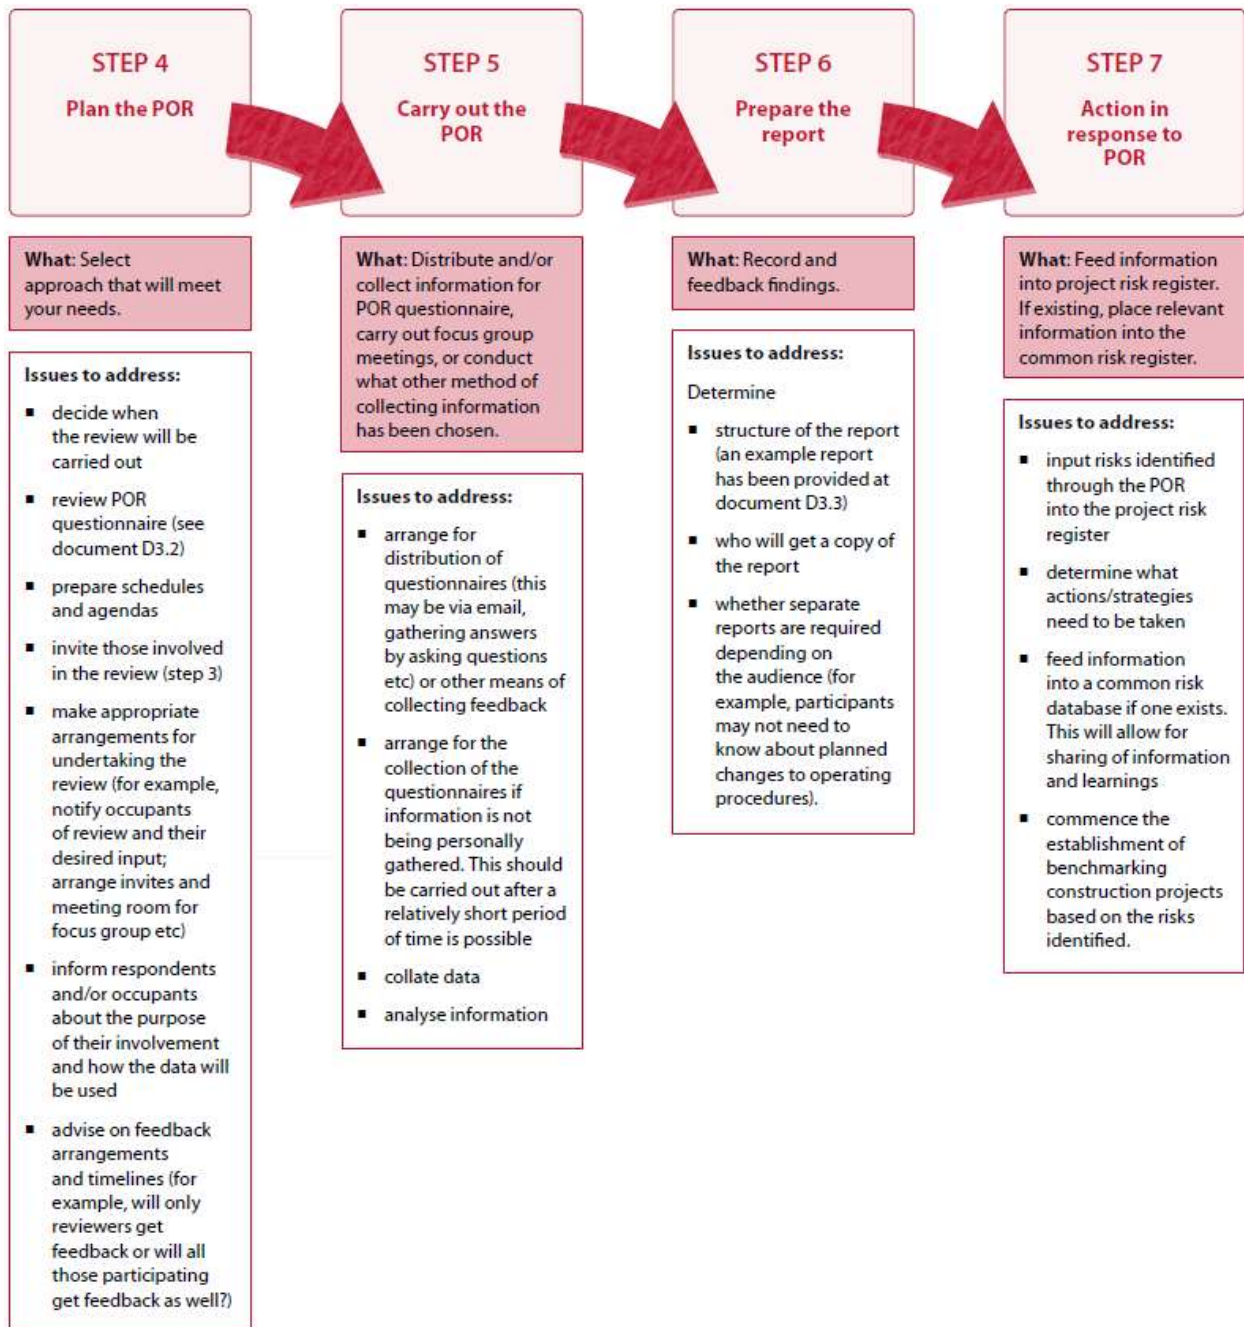 STEP 4
Plan the POR
What: Select
approach that will meet
your needs.
Issues to address:
▪ decide when
the review will be
carried out
▪ review POR
questionnaire (see
document D3.2)
▪ prepare schedules
and agendas
▪ invite those involved
in the review (step 3)
▪ make appropriate
arrangements for
undertaking the
review (for example,
notify occupants
of review and their
desired input;
arrange invites and
meeting room for
focus group etc)
▪ inform respondents
and/or occupants
about the purpose
of their involvement
and how the data will
be used
▪ advise on feedback
arrangements
and timelines (for
example, will only
reviewers get
feedback or will all
those participating
get feedback as well?)
STEP 5
Carry out the
POR
What: Distribute and/or
collect information for
POR questionnaire,
carry out focus group
meetings, or conduct
what other method of
collecting information
has been chosen.
Issues to address:
▪ arrange for
distribution of
questionnaires (this
may be via email,
gathering answers
by asking questions
etc) or other means of
collecting feedback
▪ arrange for the
collection of the
questionnaires if
information is not
being personally
gathered. This should
be carried out after a
relatively short period
of time is possible
▪ collate data
▪ analyse information
STEP 6
Prepare the
report
What: Record and
feedback findings.
Issues to address:
Determine
▪ structure of the report
(an example report
has been provided at
document D3.3)
▪ who will get a copy of
the report
▪ whether separate
reports are required
depending on
the audience (for
example, participants
may not need to
know about planned
changes to operating
procedures).
STEP 7
Action in
response to
POR
What: Feed information
into project risk register.
If existing, place relevant
information into the
common risk register.
Issues to address:
▪ input risks identified
through the POR
into the project risk
register
▪ determine what
actions/strategies
need to be taken
▪ feed information
into a common risk
database if one exists.
This will allow for
sharing of information
and learnings
▪ commence the
establishment of
benchmarking
construction projects
based on the risks
identified.